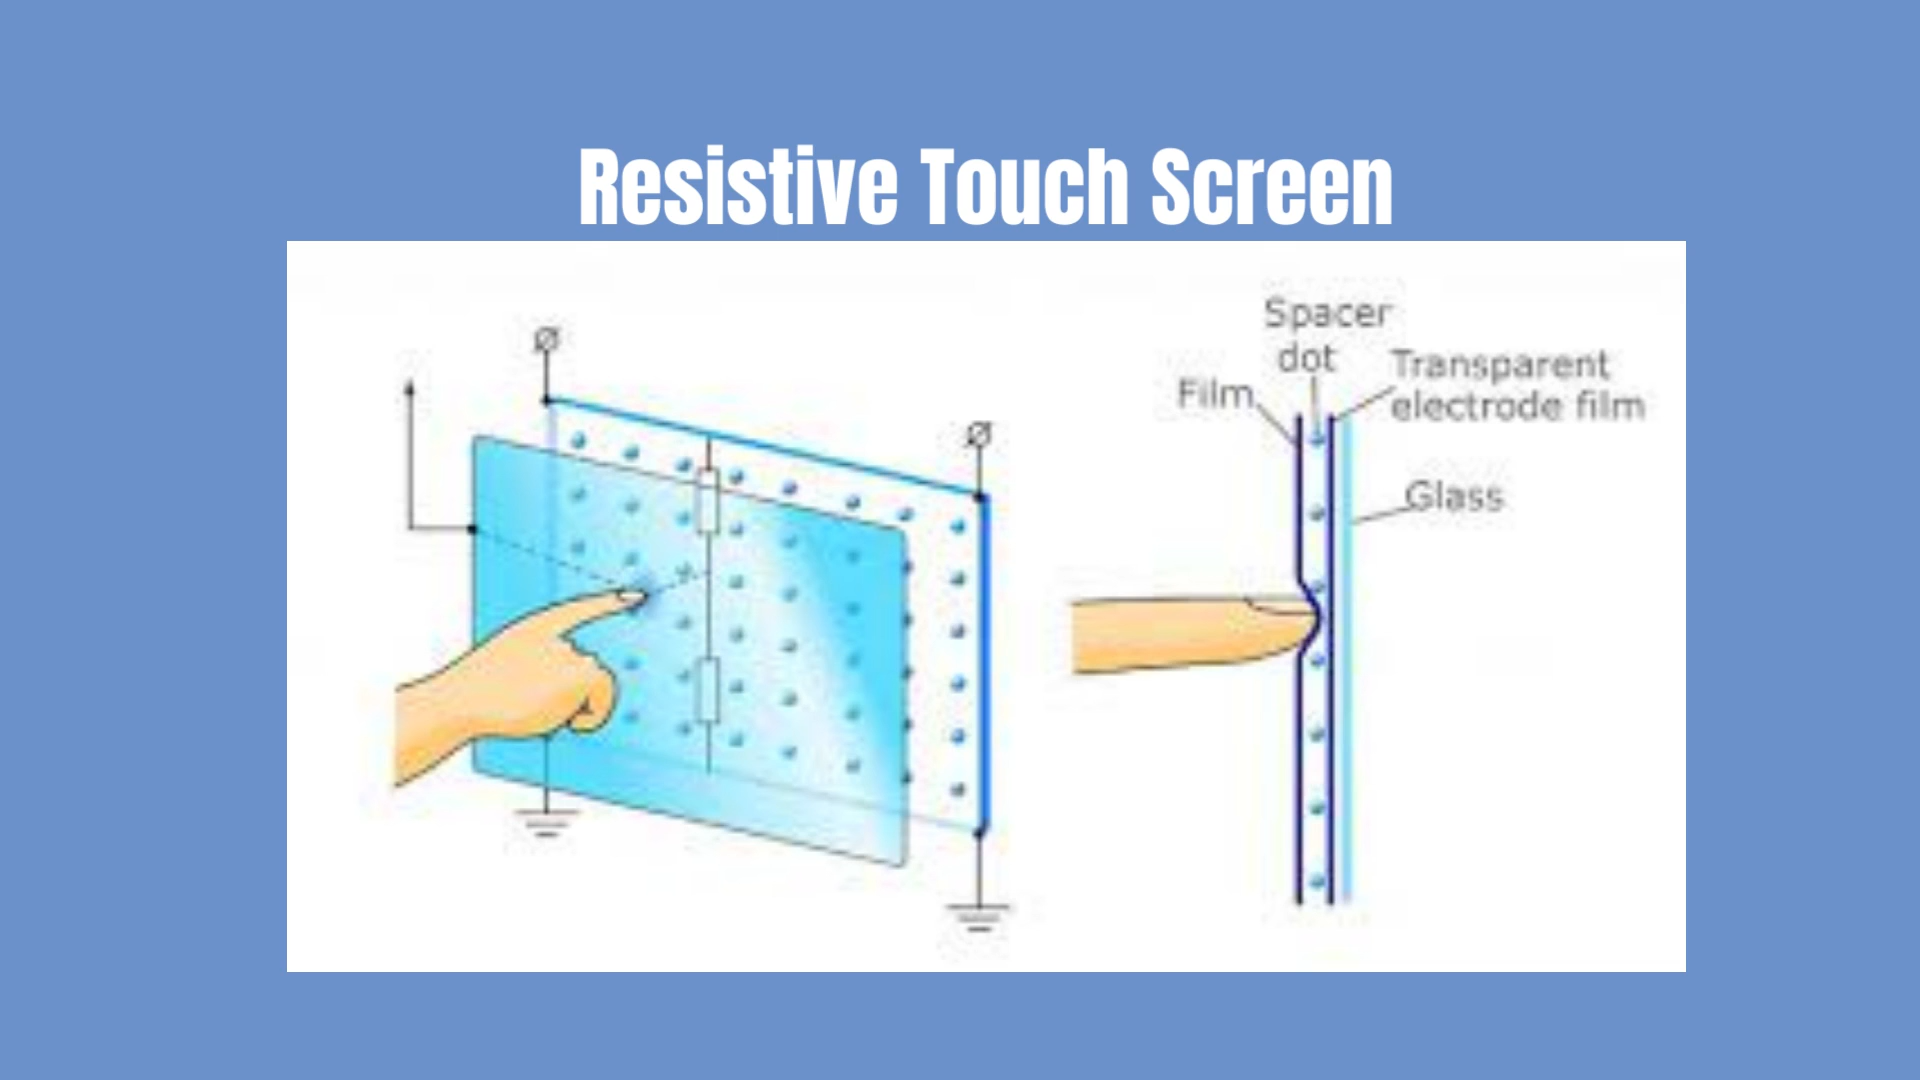 Resistive Touch Screen
Ø
Ø
Spacer
dot
Film
Transparent
electrode film
Glass